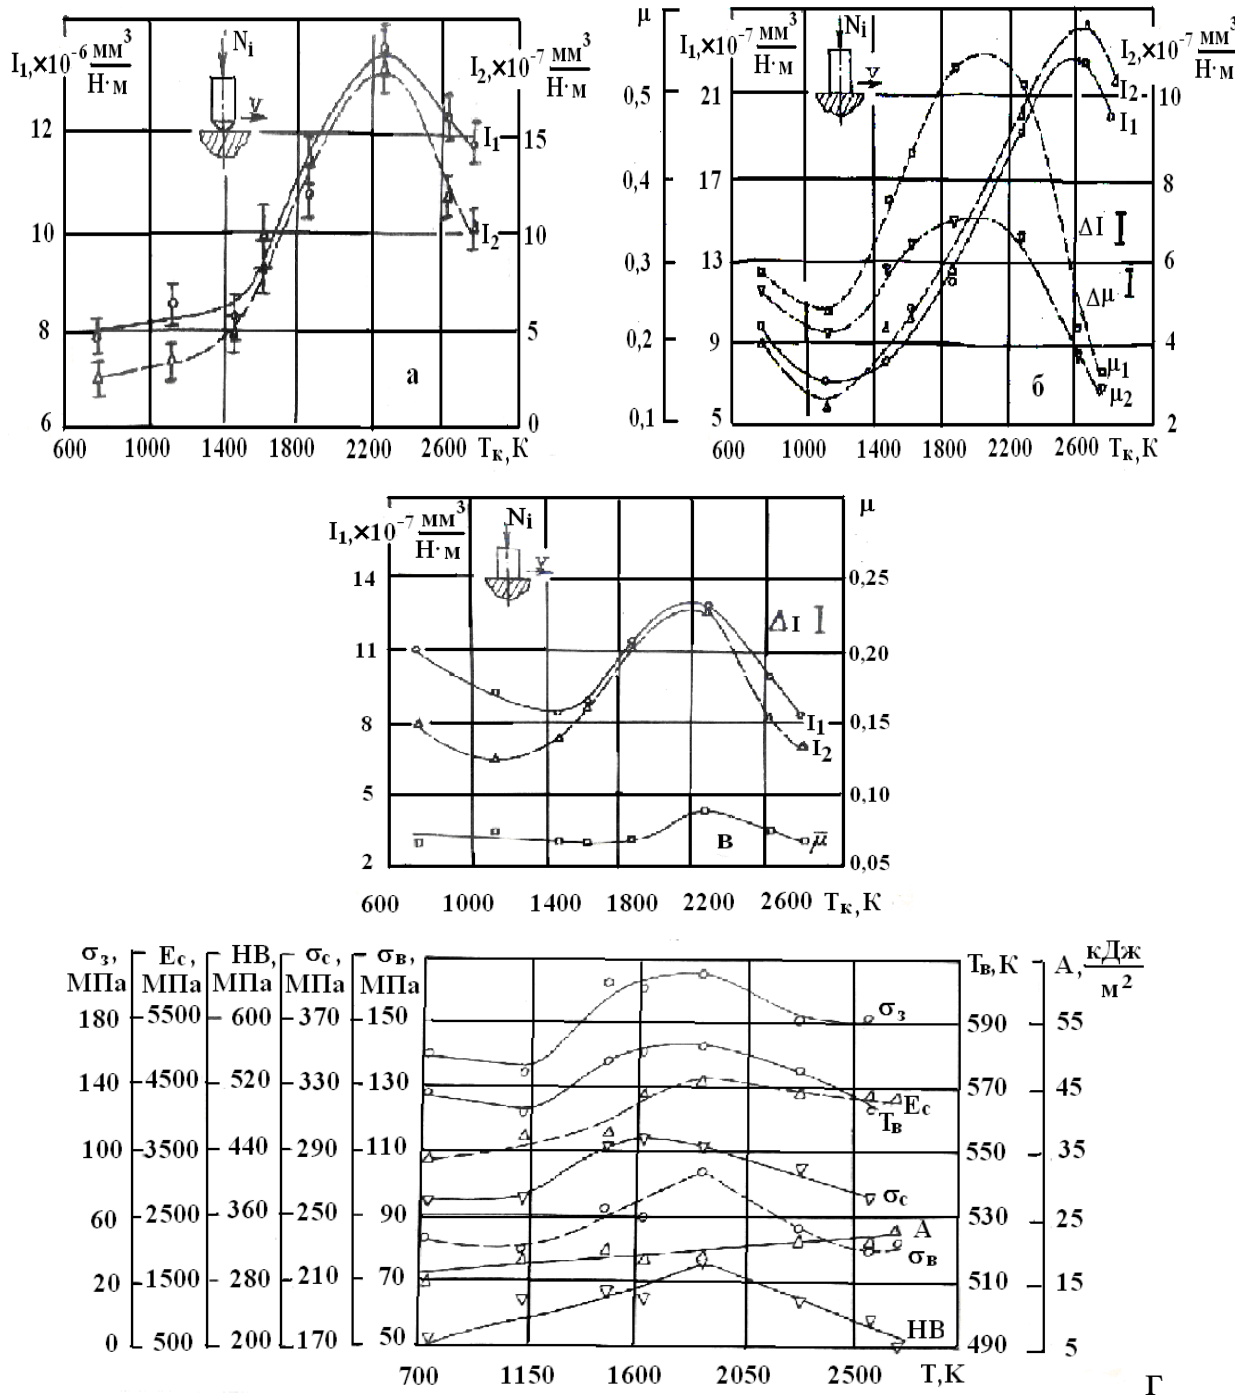 I₁,×10⁻⁶ мм³/Н·м
Nᵢ
v
I₂,×10⁻⁷ мм³/Н·м
12
10
8
6
15
10
5
0
I₁
I₂
а
600 1000 1400 1800 2200 2600 Tк,К
μ
I₁,×10⁻⁷ мм³/Н·м
Nᵢ
v
I₂,×10⁻⁷ мм³/Н·м
0,5
0,4
0,3
0,2
0,1
21
17
13
9
5
10
8
6
4
2
I₂
I₁
ΔI
Δμ
μ₁
μ₂
б
600 1000 1400 1800 2200 2600 Tк,К
I₁,×10⁻⁷ мм³/Н·м
Nᵢ
v
μ
14
11
8
5
2
0,25
0,20
0,15
0,10
0,05
ΔI
I₁
I₂
μ̅
в
600 1000 1400 1800 2200 2600 Tк,К
σз, Eс, НВ, σс, σв, Tв,К А, кДж/м²
МПа МПа МПа МПа МПа
180 5500 600 370 150 590 55
140 4500 520 330 130 570 45
100 3500 440 290 110 550 35
60 2500 360 250 90 530 25
20 1500 280 210 70 510 15
0 500 200 170 50 490 5
σз
Eс
Tв
σс
А
σв
НВ
700 1150 1600 2050 2500 T,К
Г